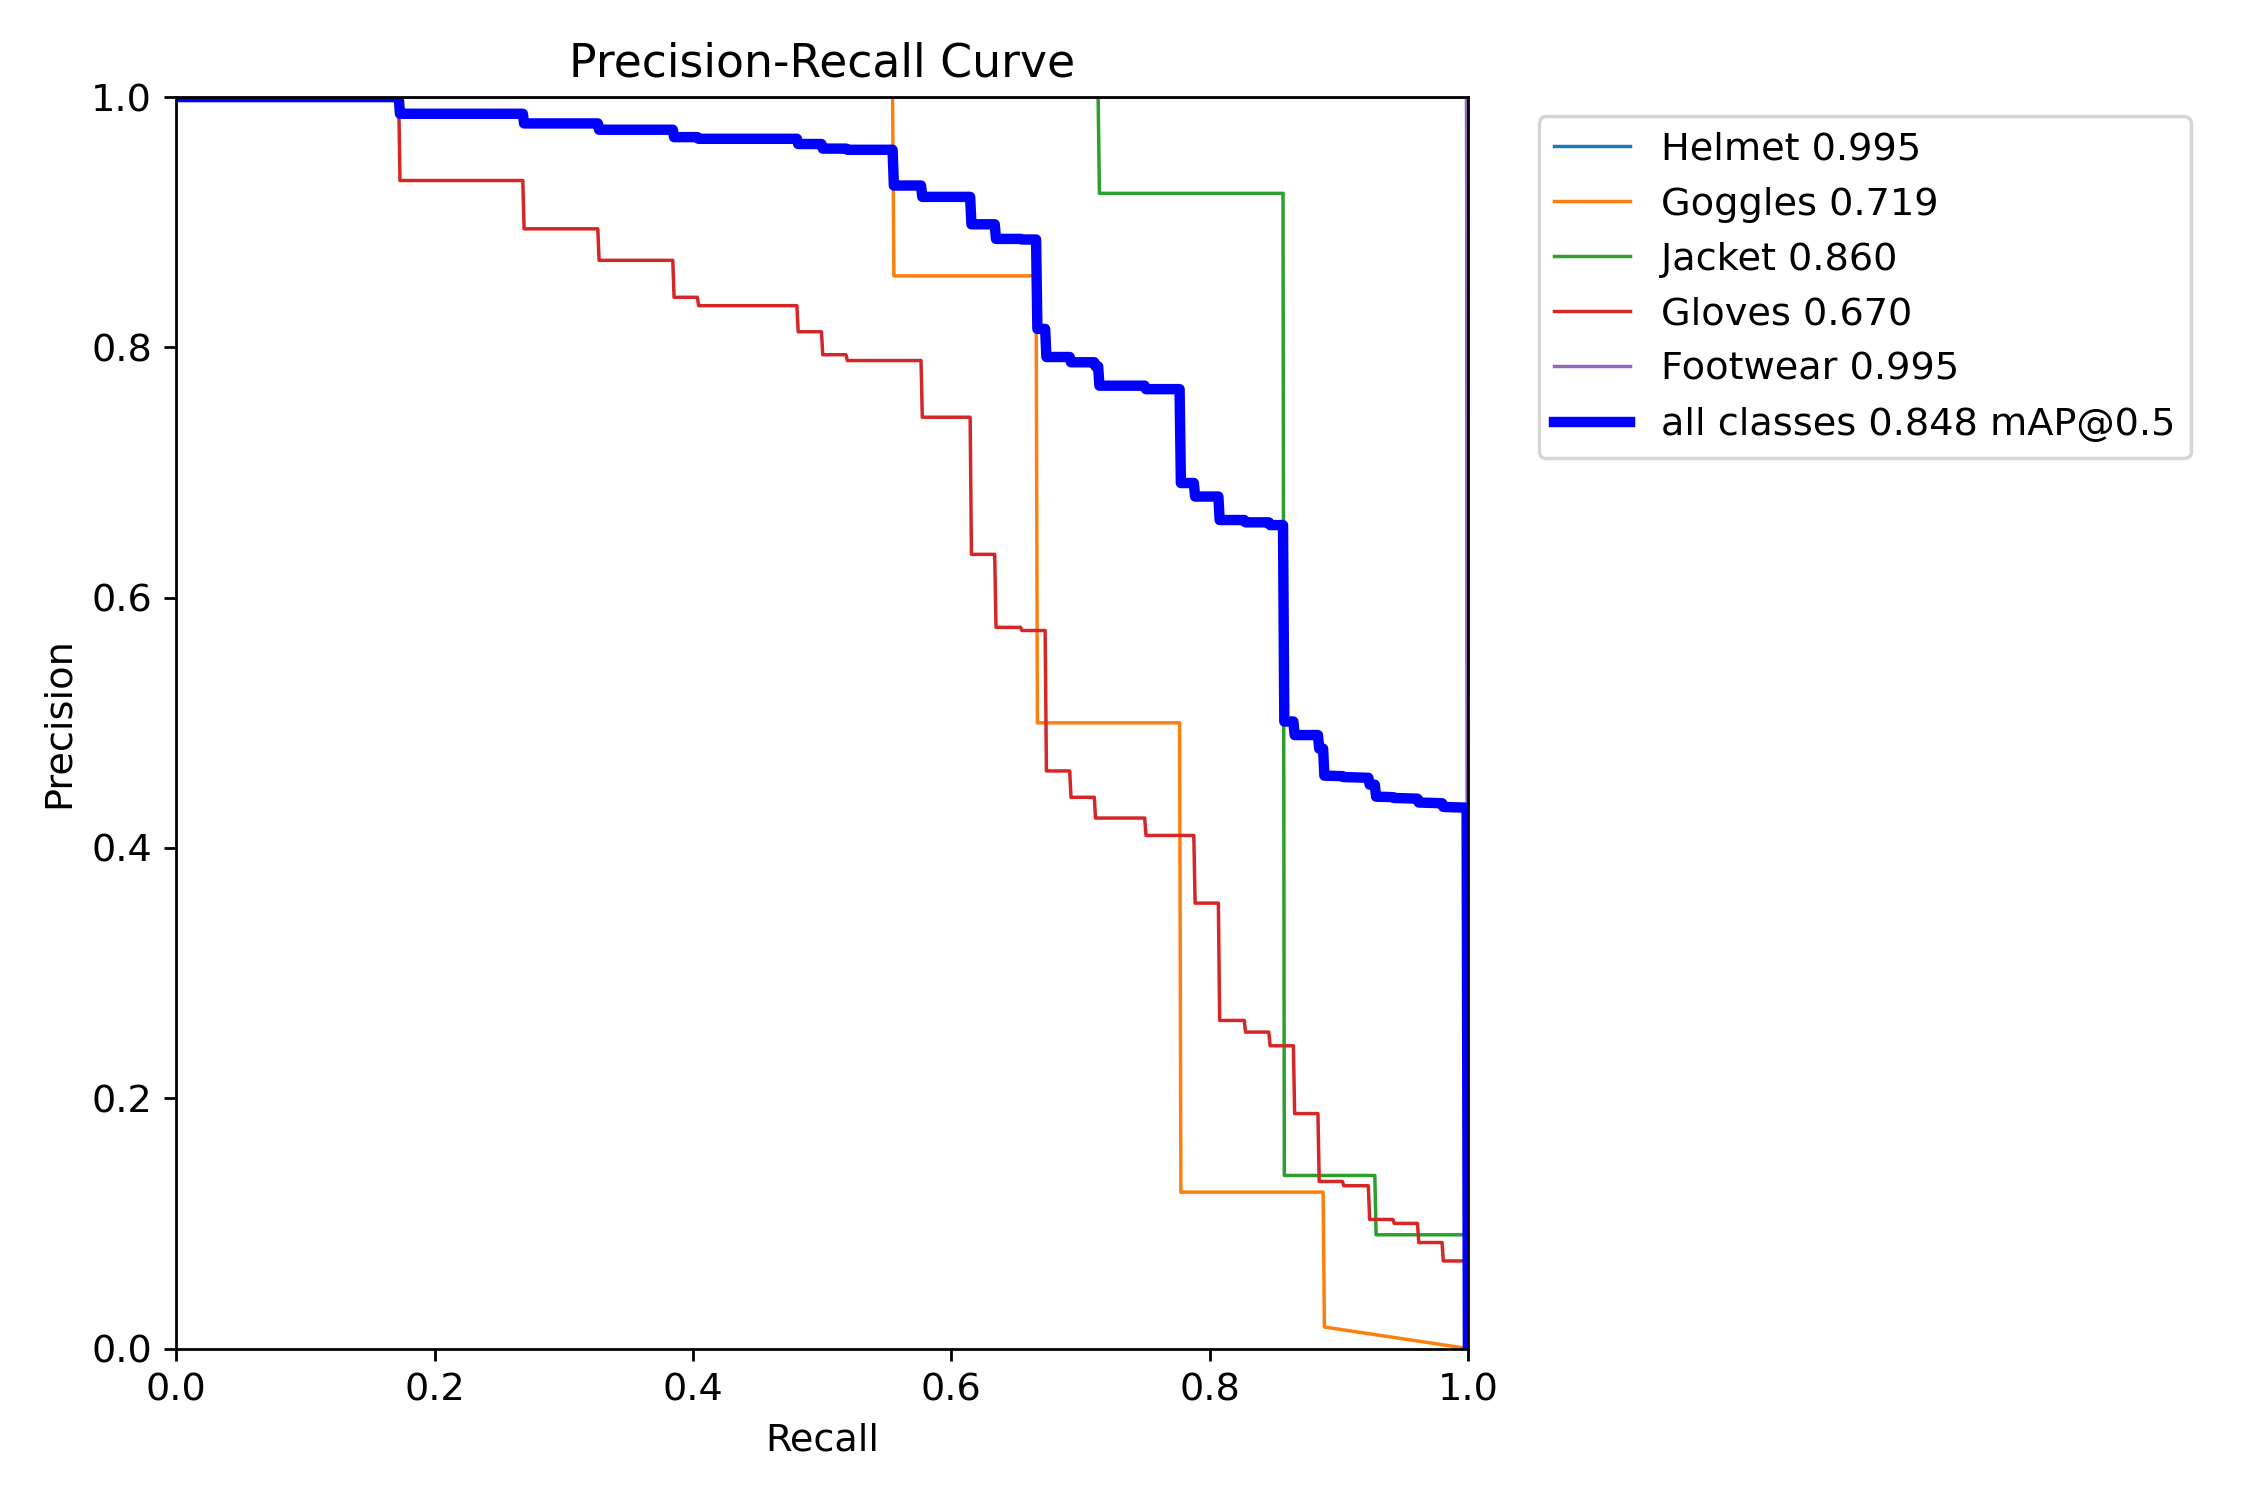 Precision-Recall Curve
1.0
0.8
0.6
0.4
0.2
0.0
Precision
0.0 0.2 0.4 0.6 0.8 1.0
Recall
Helmet 0.995
Goggles 0.719
Jacket 0.860
Gloves 0.670
Footwear 0.995
all classes 0.848 mAP@0.5